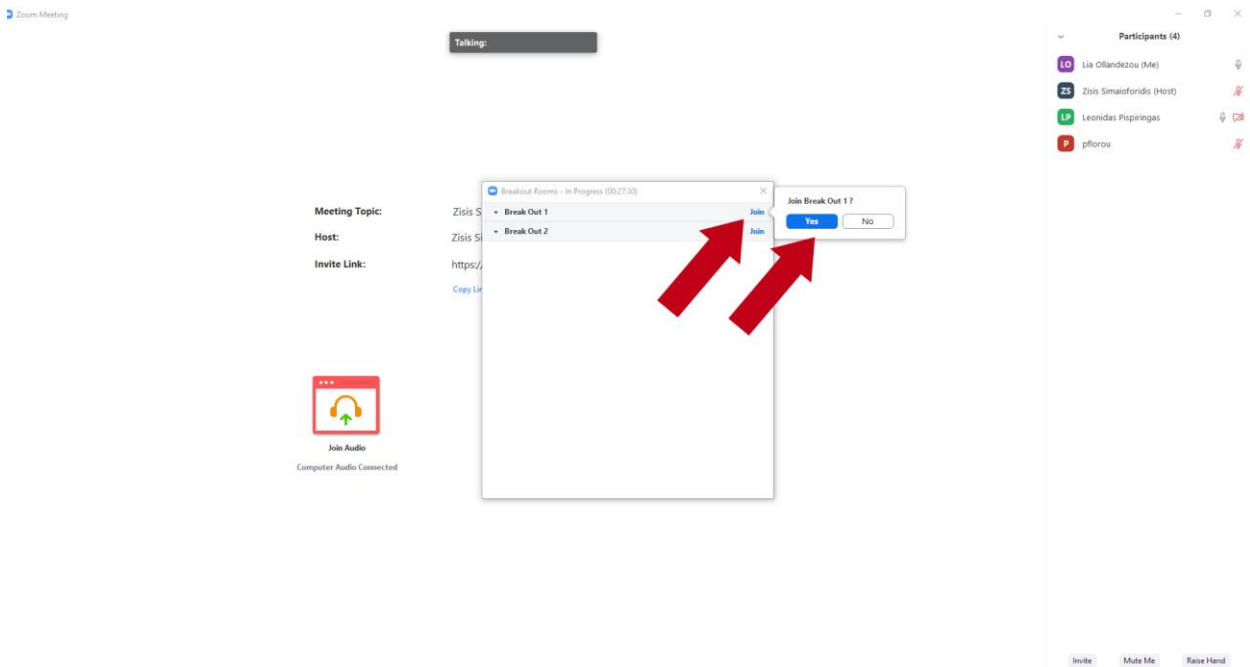 Zoom Meeting
Talking:
Participants (4)
LO Lia Ollandezou (Me)
ZS Zisis Simaioforidis (Host)
LP Leonidas Pispiringas
P pflorou
Breakout Rooms - In Progress (00:27:30)
Break Out 1 Join
Break Out 2 Join
Join Break Out 1 ?
Yes No
Meeting Topic: Zisis S
Host: Zisis Si
Invite Link: https:/
Copy Lin
Join Audio
Computer Audio Connected
Invite Mute Me Raise Hand